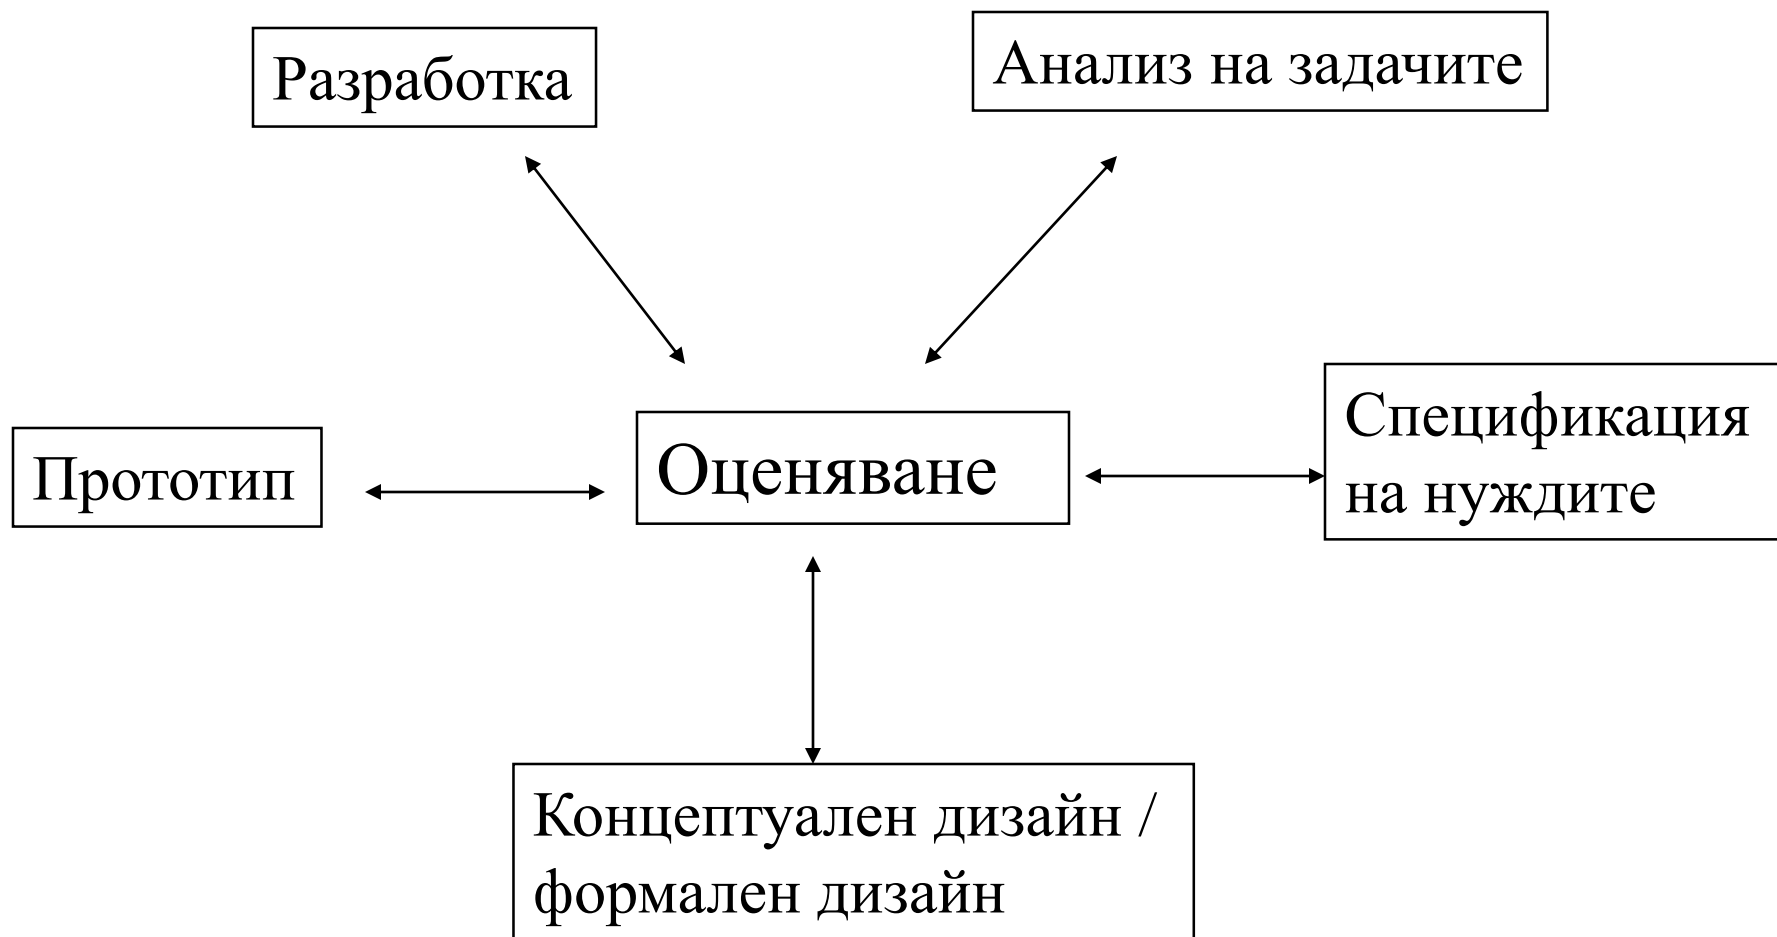 Разработка
Анализ на задачите
Прототип
Оценяване
Спецификация
на нуждите
Концептуален дизайн /
формален дизайн